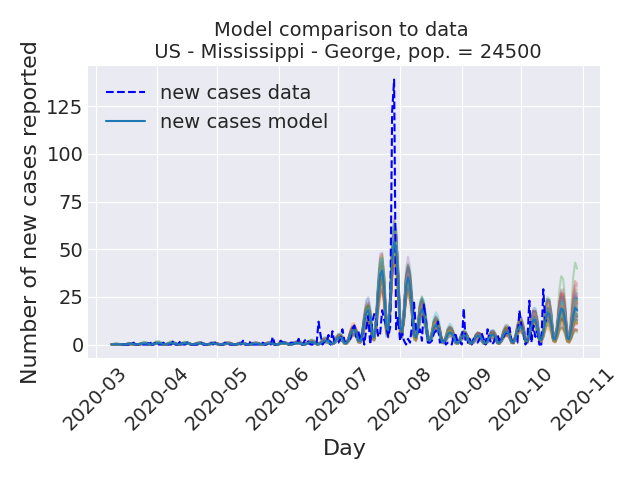 Model comparison to data
US - Mississippi - George, pop. = 24500
Number of new cases reported
new cases data
new cases model
125
100
75
50
25
0
2020-03
2020-04
2020-05
2020-06
2020-07
2020-08
2020-09
2020-10
2020-11
Day